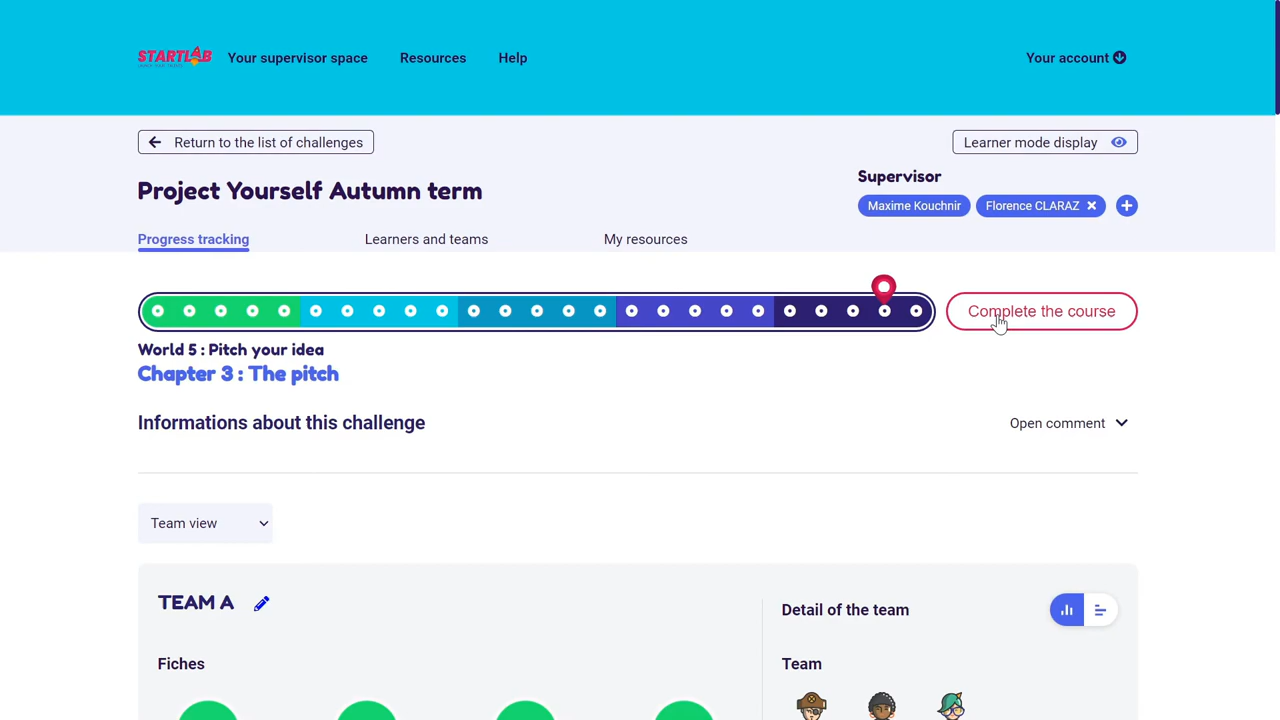 STARTLAB
Your supervisor space
Resources
Help
Your account
Return to the list of challenges
Learner mode display
Project Yourself Autumn term
Supervisor
Maxime Kouchnir
Florence CLARAZ
Progress tracking
Learners and teams
My resources
Complete the course
World 5 : Pitch your idea
Chapter 3 : The pitch
Informations about this challenge
Open comment
Team view
TEAM A
Detail of the team
Fiches
Team